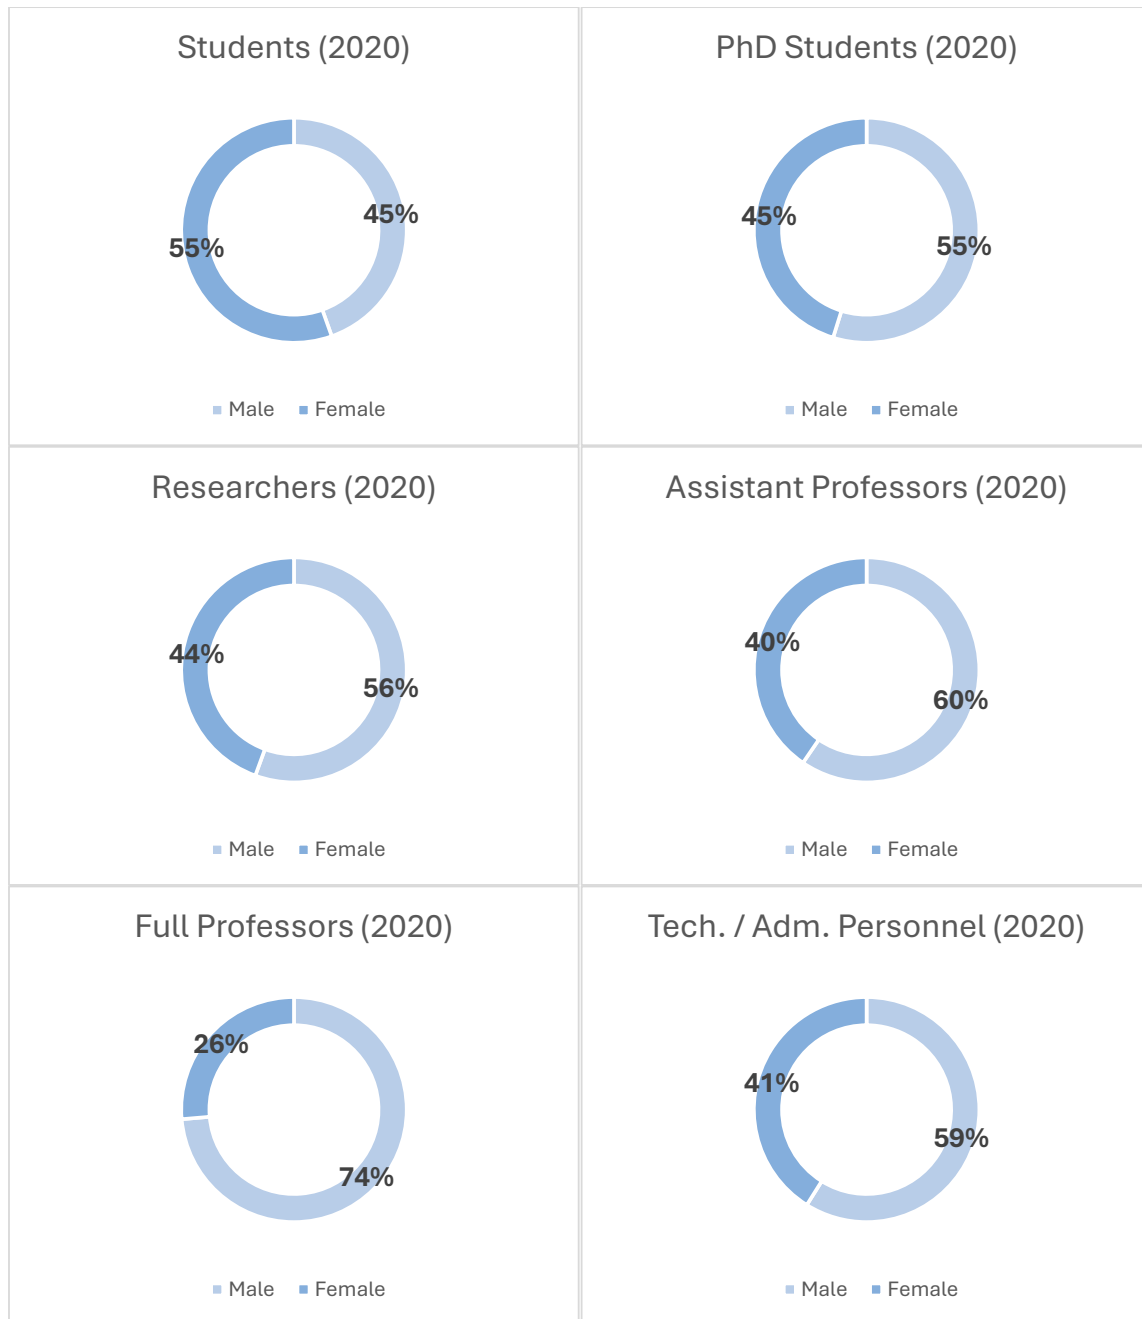 Students (2020)
45%
55%
Male Female
PhD Students (2020)
45%
55%
Male Female
Researchers (2020)
44%
56%
Male Female
Assistant Professors (2020)
40%
60%
Male Female
Full Professors (2020)
26%
74%
Male Female
Tech. / Adm. Personnel (2020)
41%
59%
Male Female